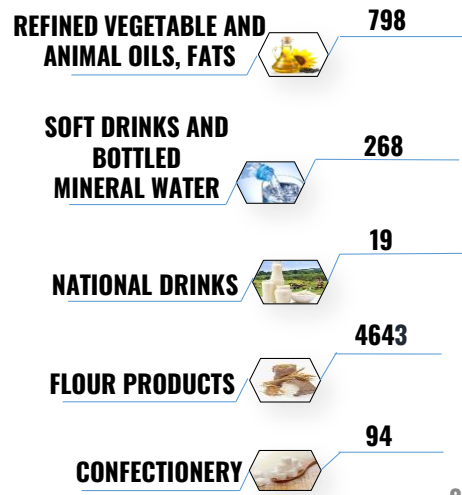 REFINED VEGETABLE AND
ANIMAL OILS, FATS
798
SOFT DRINKS AND
BOTTLED
MINERAL WATER
268
NATIONAL DRINKS
19
FLOUR PRODUCTS
4643
CONFECTIONERY
94